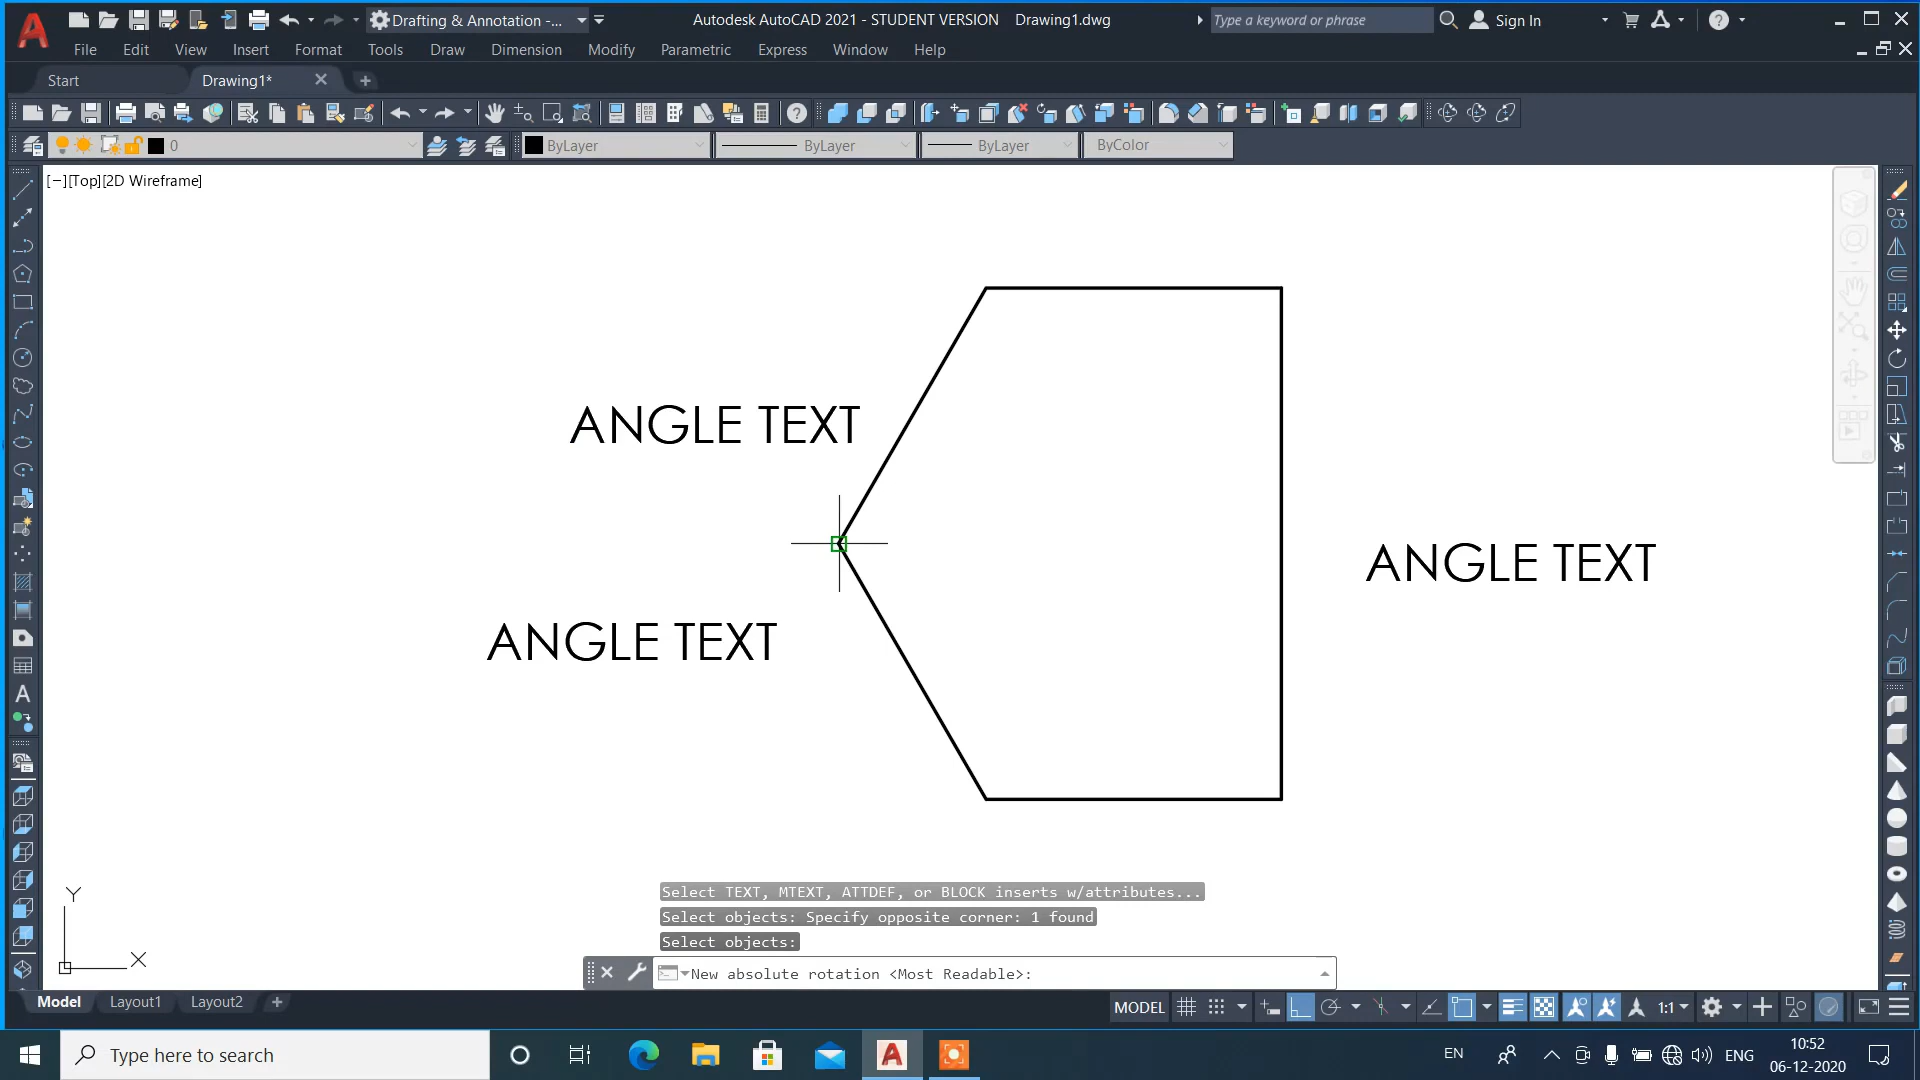 Drafting & Annotation -...
Autodesk AutoCAD 2021 - STUDENT VERSION Drawing1.dwg
Type a keyword or phrase
Sign In
File Edit View Insert Format Tools Draw Dimension Modify Parametric Express Window Help
Start
Drawing1*
0
ByLayer
ByLayer
ByLayer
ByColor
[−][Top][2D Wireframe]
ANGLE TEXT
ANGLE TEXT
ANGLE TEXT
Select TEXT, MTEXT, ATTDEF, or BLOCK inserts w/attributes...
Select objects: Specify opposite corner: 1 found
Select objects:
New absolute rotation <Most Readable>:
Y
X
Model Layout1 Layout2
MODEL
1:1
Type here to search
EN
ENG
10:52
06-12-2020